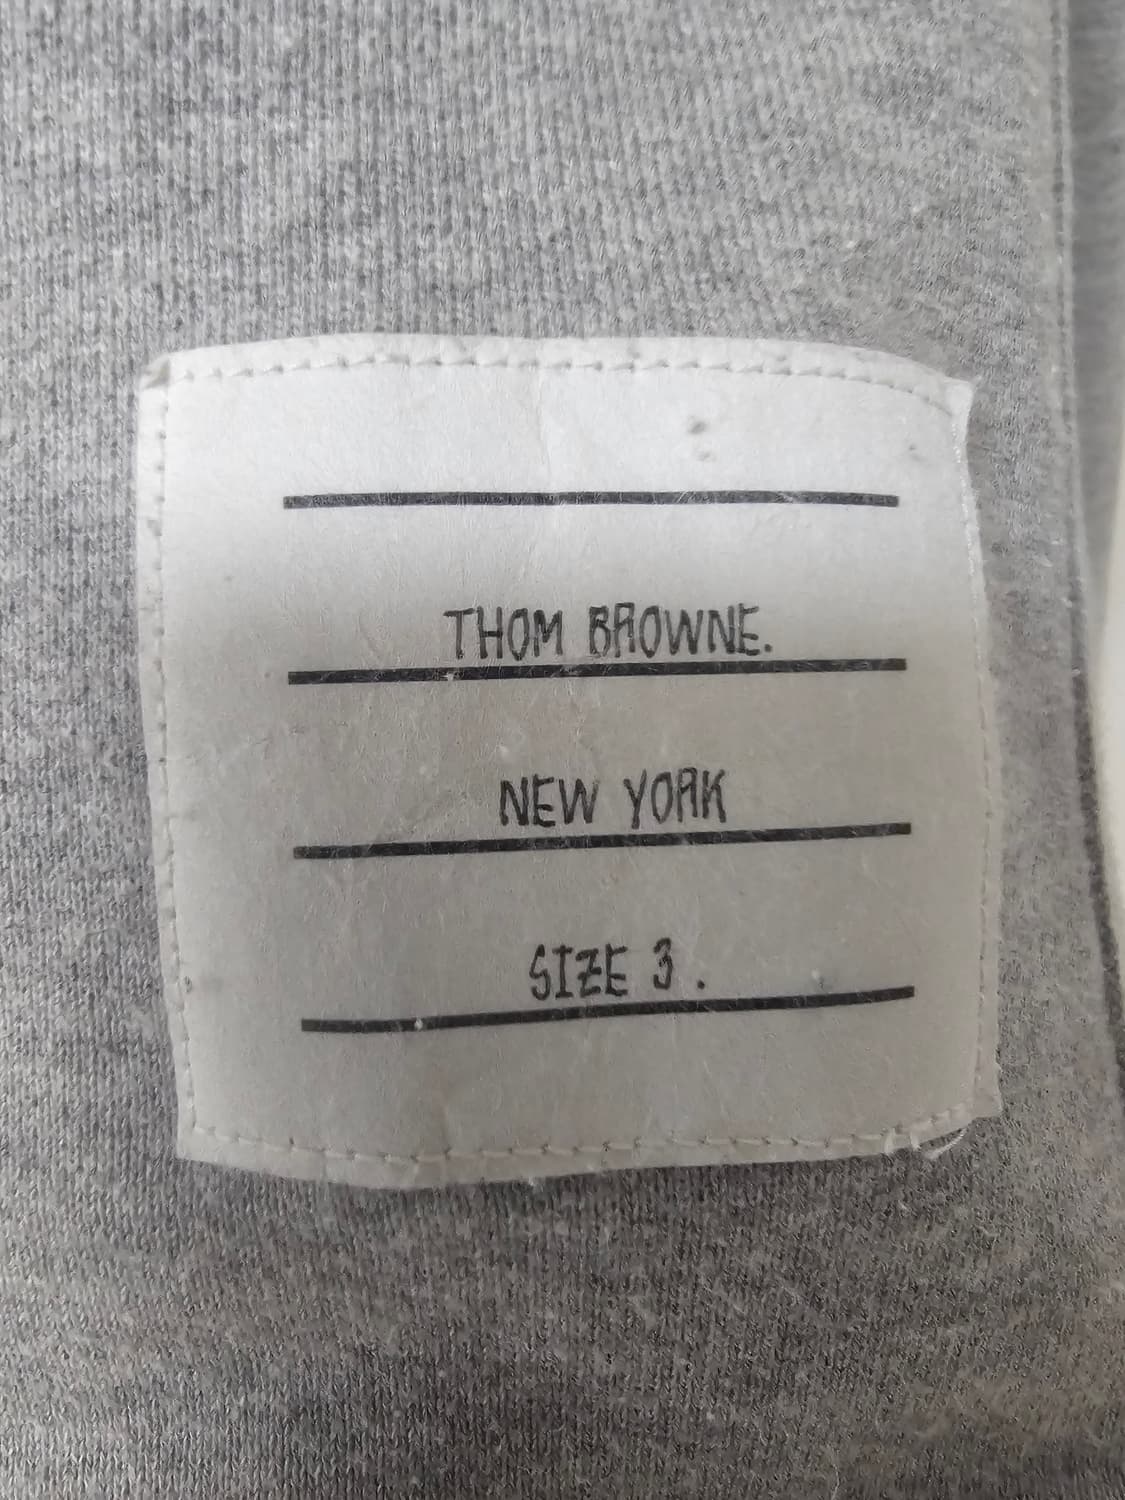 THOM BROWNE.
NEW YORK
SIZE 3.